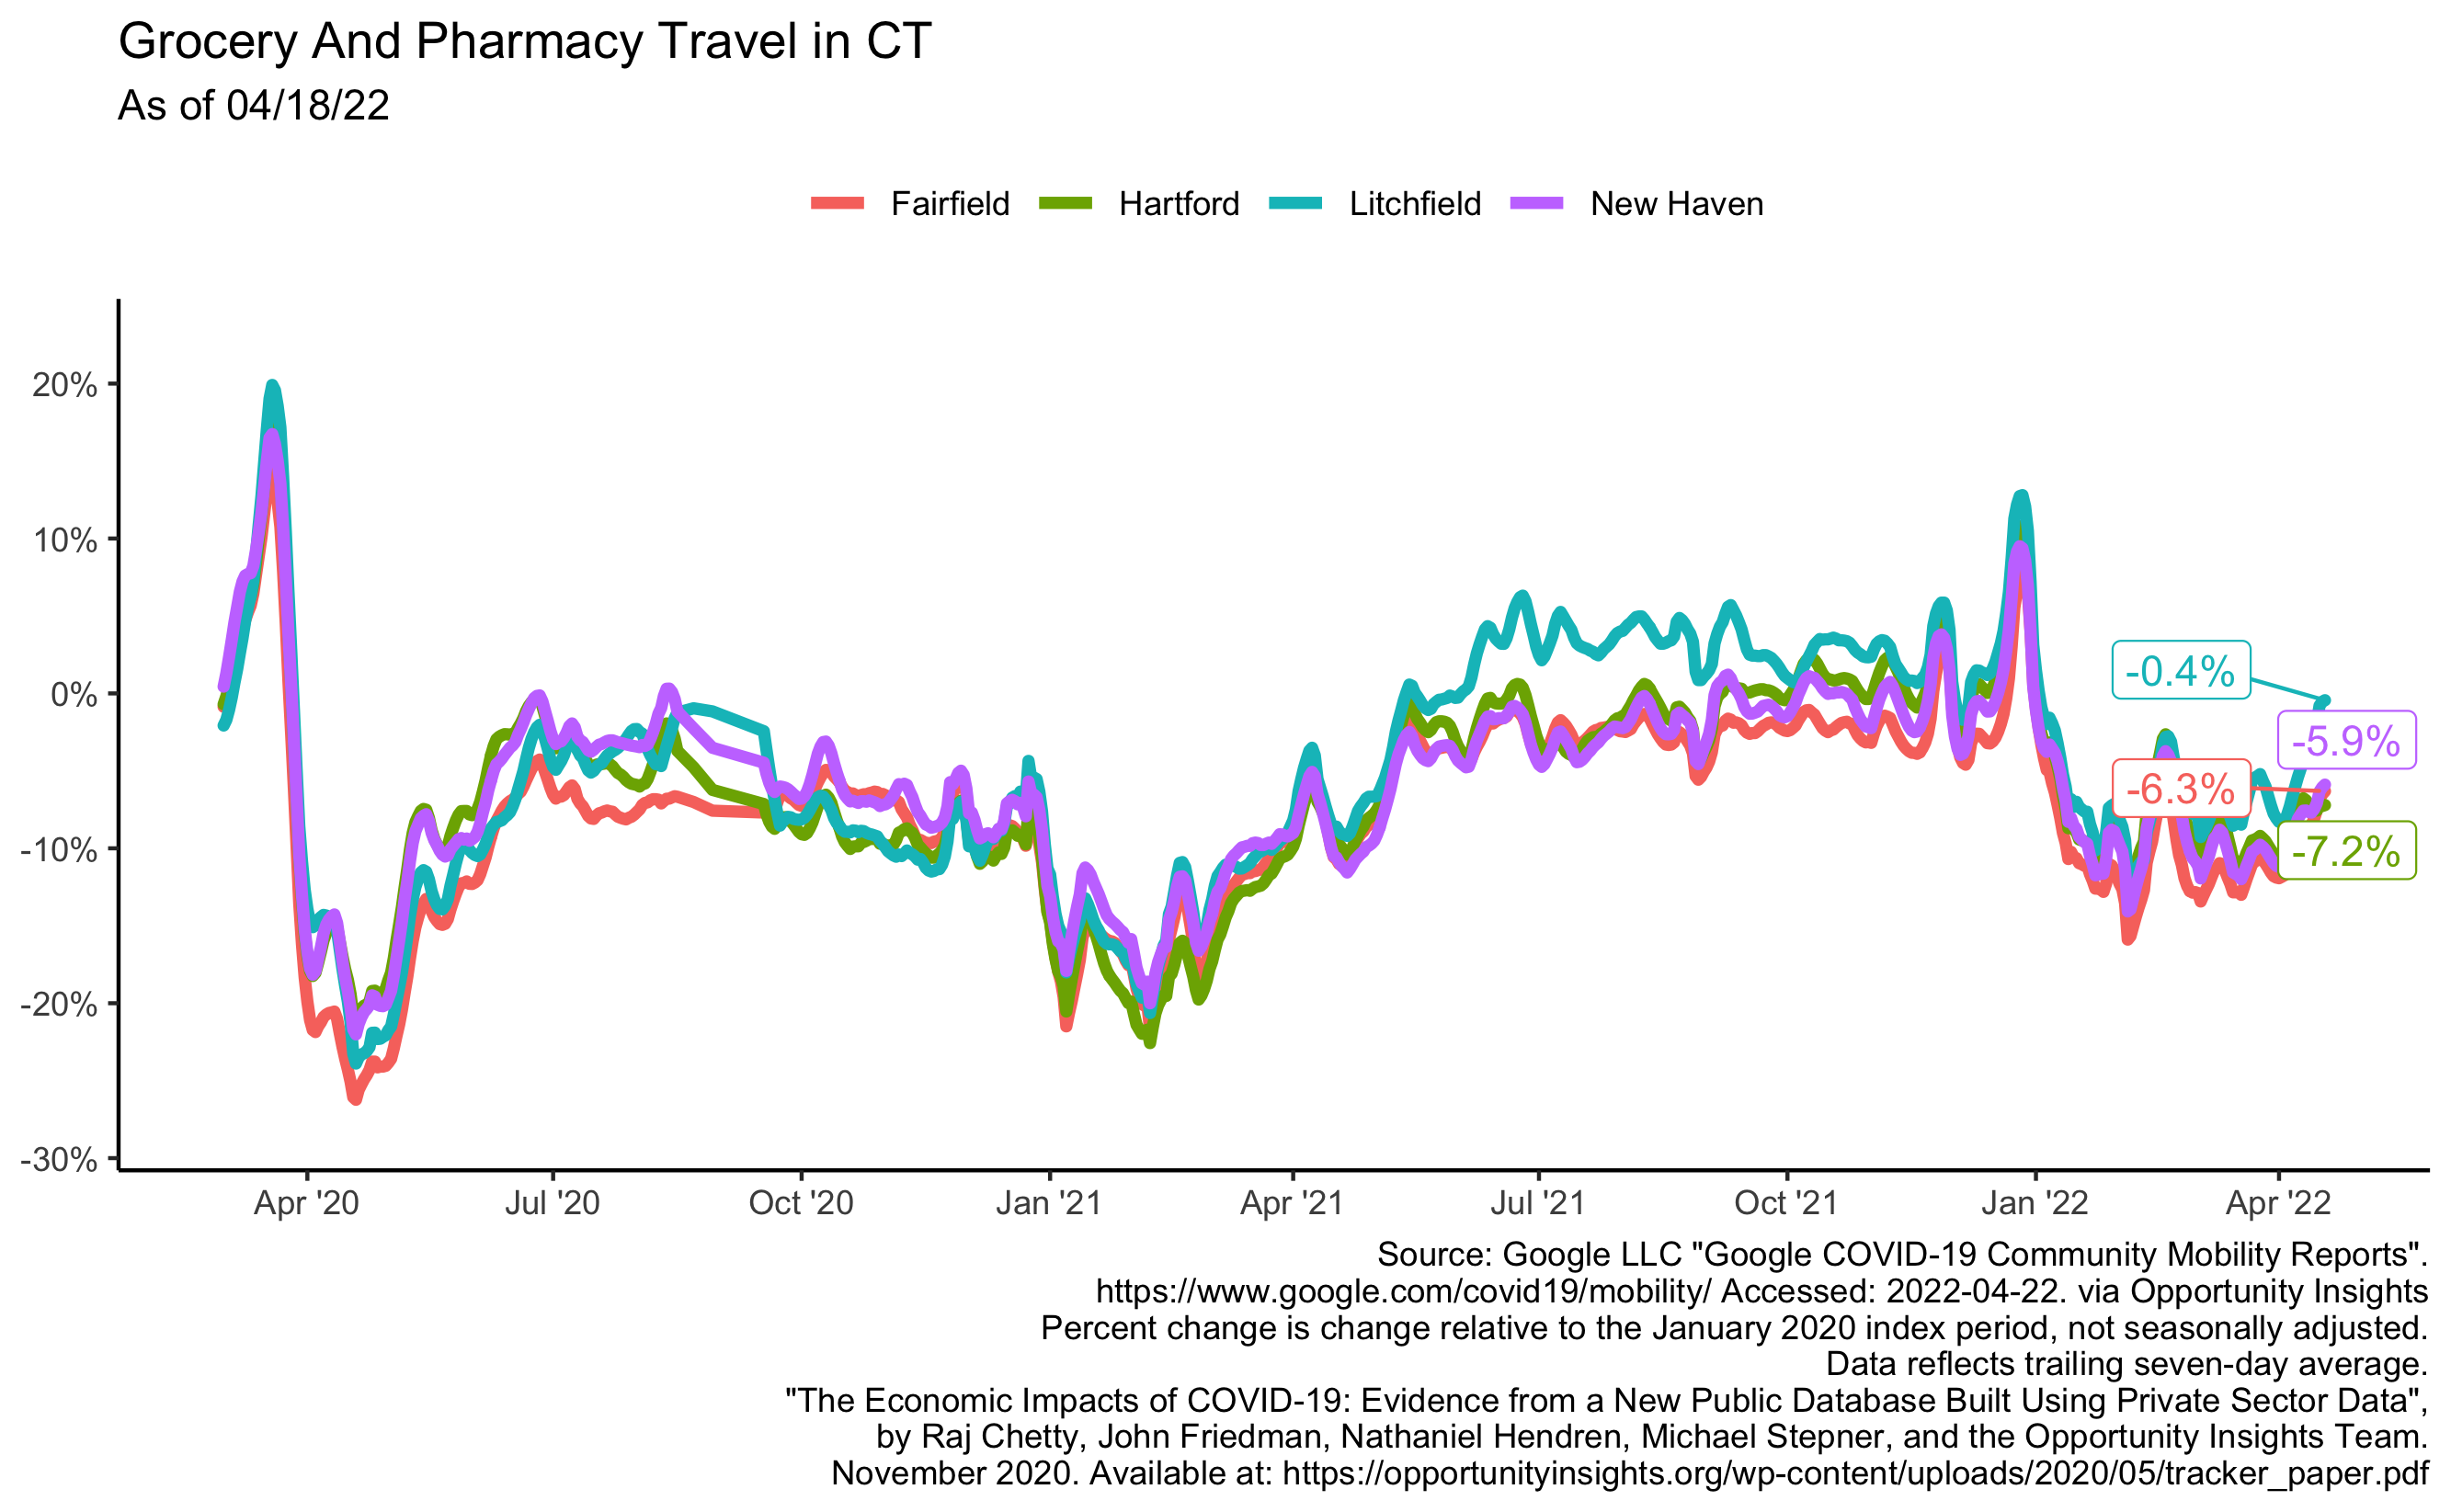 Grocery And Pharmacy Travel in CT
As of 04/18/22
Fairfield Hartford Litchfield New Haven
20%
10%
0%
-10%
-20%
-30%
-0.4%
-5.9%
-6.3%
-7.2%
Apr '20 Jul '20 Oct '20 Jan '21 Apr '21 Jul '21 Oct '21 Jan '22 Apr '22
Source: Google LLC "Google COVID-19 Community Mobility Reports".
https://www.google.com/covid19/mobility/ Accessed: 2022-04-22. via Opportunity Insights
Percent change is change relative to the January 2020 index period, not seasonally adjusted.
Data reflects trailing seven-day average.
"The Economic Impacts of COVID-19: Evidence from a New Public Database Built Using Private Sector Data",
by Raj Chetty, John Friedman, Nathaniel Hendren, Michael Stepner, and the Opportunity Insights Team.
November 2020. Available at: https://opportunityinsights.org/wp-content/uploads/2020/05/tracker_paper.pdf